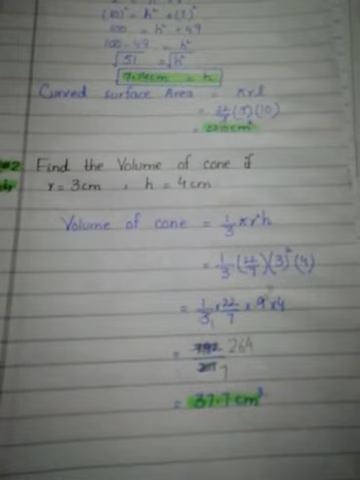 (10)² = h² + (7)²
100 = h² + 49
100 - 49 = h²
√51 = √h²
7.14cm = h
Curved surface Area = πrl
= 22/7 (7)(10)
= 220cm²
#2 Find the Volume of cone if
r = 3cm , h = 4cm
Volume of cone = 1/3 πr²h
= 1/3 (22/7)(3)² (4)
= 1/3 × 22/7 × 9 × 4
= 264
7
= 37.7cm³